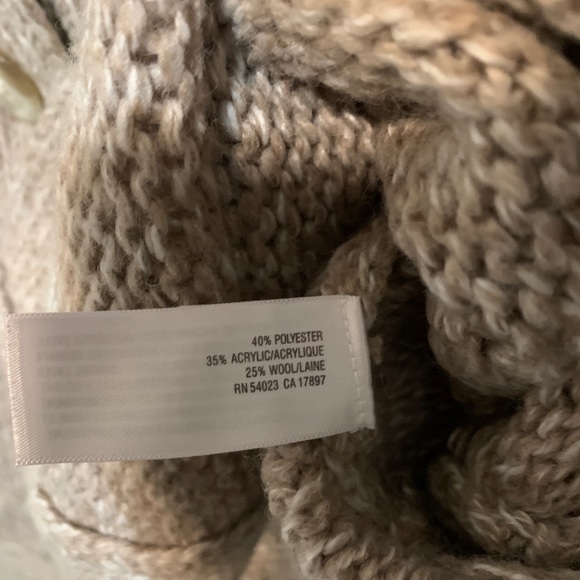 40% POLYESTER
35% ACRYLIC/ACRYLIQUE
25% WOOL/LAINE
RN 54023 CA 17897